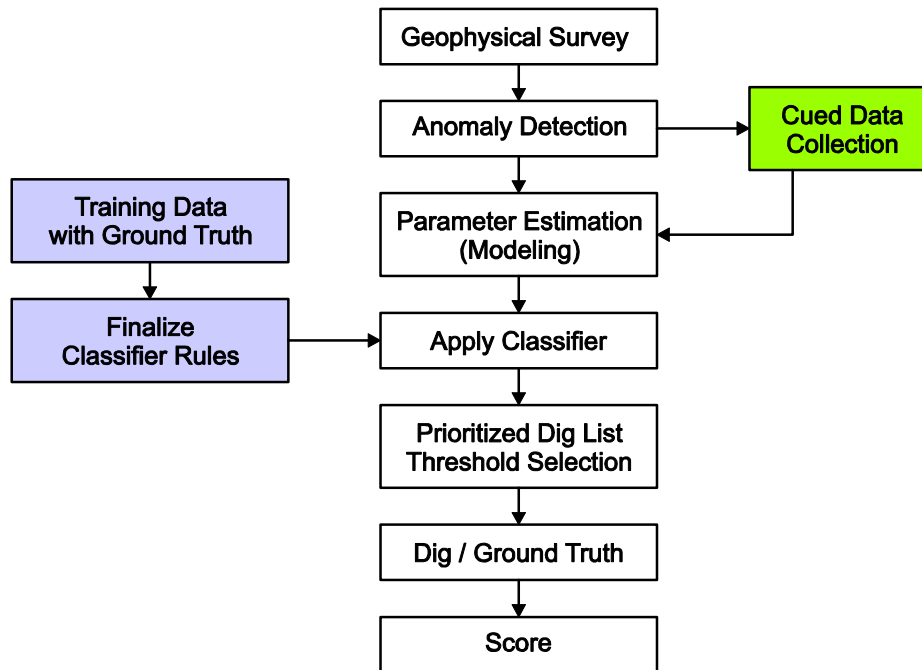 Geophysical Survey
Anomaly Detection
Cued Data
Collection
Training Data
with Ground Truth
Parameter Estimation
(Modeling)
Finalize
Classifier Rules
Apply Classifier
Prioritized Dig List
Threshold Selection
Dig / Ground Truth
Score